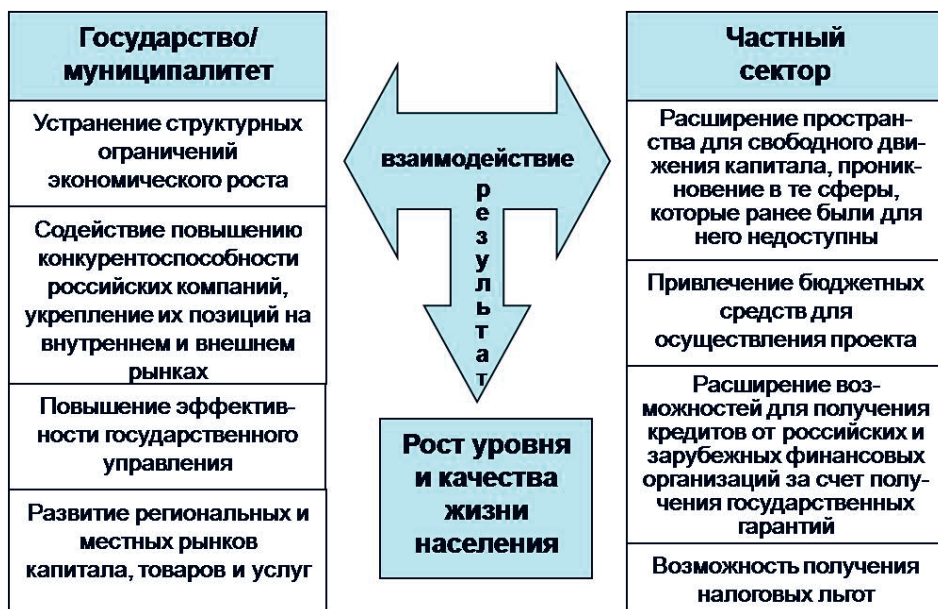 Государство/
муниципалитет
Устранение структурных
ограничений
экономического роста
Содействие повышению
конкурентоспособности
российских компаний,
укрепление их позиций на
внутреннем и внешнем
рынках
Повышение эффектив-
ности государственного
управления
Развитие региональных и
местных рынков
капитала, товаров и услуг
взаимодействие
результат
Рост уровня
и качества
жизни
населения
Частный
сектор
Расширение простран-
ства для свободного дви-
жения капитала, проник-
новение в те сферы,
которые ранее были для
него недоступны
Привлечение бюджетных
средств для
осуществления проекта
Расширение воз-
можностей для получения
кредитов от российских и
зарубежных финансовых
организаций за счет полу-
чения государственных
гарантий
Возможность получения
налоговых льгот